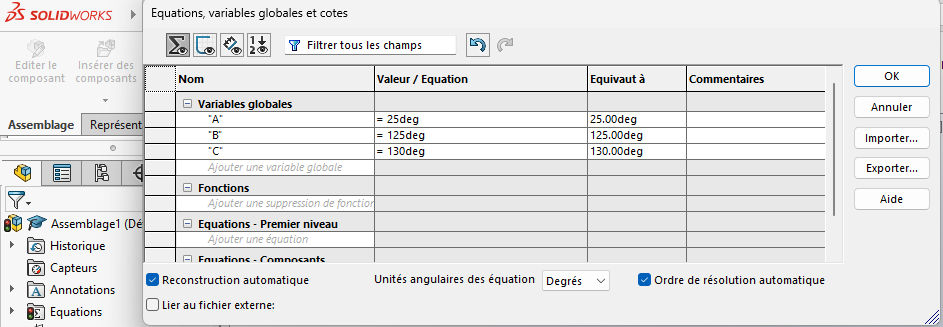 SOLIDWORKS
Editer le composant
Insérer des composants
Assemblage
Représent
Assemblage1 (Dé
Historique
Capteurs
Annotations
Equations
Equations, variables globales et cotes
Filtrer tous les champs
Nom Valeur / Equation Equivaut à Commentaires
Variables globales
"A" = 25deg 25.00deg
"B" = 125deg 125.00deg
"C" = 130deg 130.00deg
Ajouter une variable globale
Fonctions
Ajouter une suppression de fonction
Equations - Premier niveau
Ajouter une équation
Equations - Composants
Reconstruction automatique
Unités angulaires des équation Degrés
Ordre de résolution automatique
Lier au fichier externe:
OK
Annuler
Importer...
Exporter...
Aide